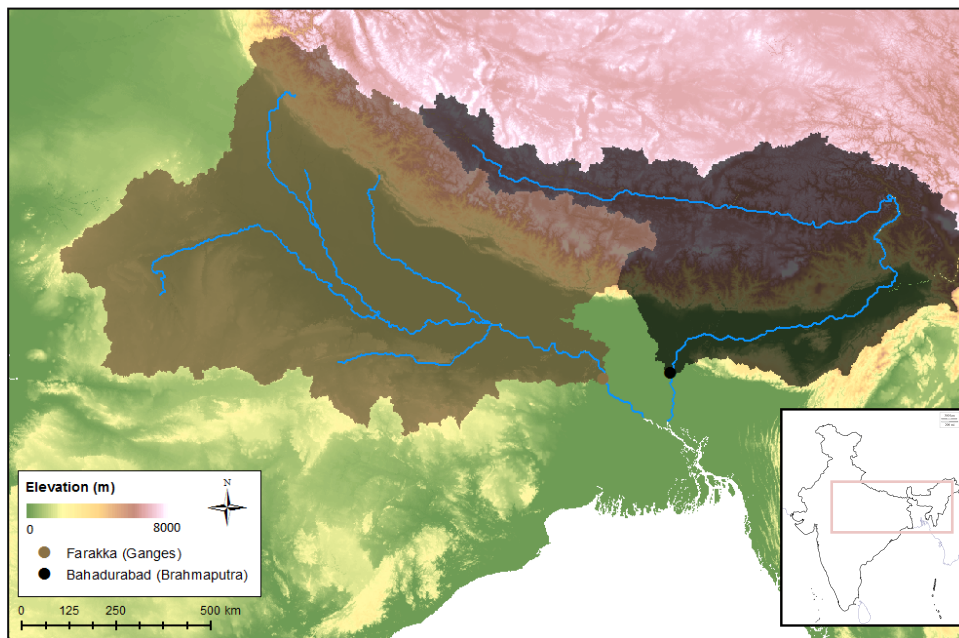 Elevation (m)
N
0 8000
Farakka (Ganges)
Bahadurabad (Brahmaputra)
0 125 250 500 km